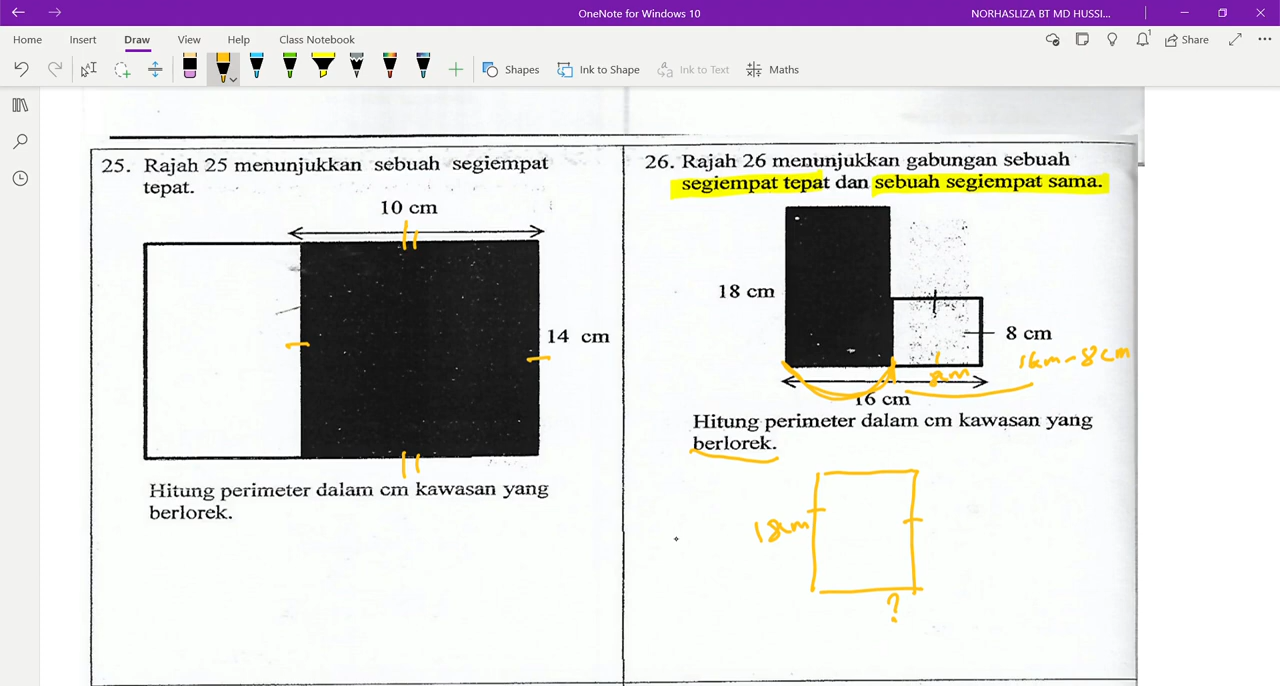 OneNote for Windows 10
NORHASLIZA BT MD HUSSI...
Home Insert Draw View Help Class Notebook
Share
Shapes Ink to Shape Ink to Text Maths
25. Rajah 25 menunjukkan sebuah segiempat
tepat.
10 cm
14 cm
Hitung perimeter dalam cm kawasan yang
berlorek.
26. Rajah 26 menunjukkan gabungan sebuah
segiempat tepat dan sebuah segiempat sama.
18 cm
8 cm
16cm - 8cm
8cm
16 cm
Hitung perimeter dalam cm kawasan yang
berlorek.
18cm
?